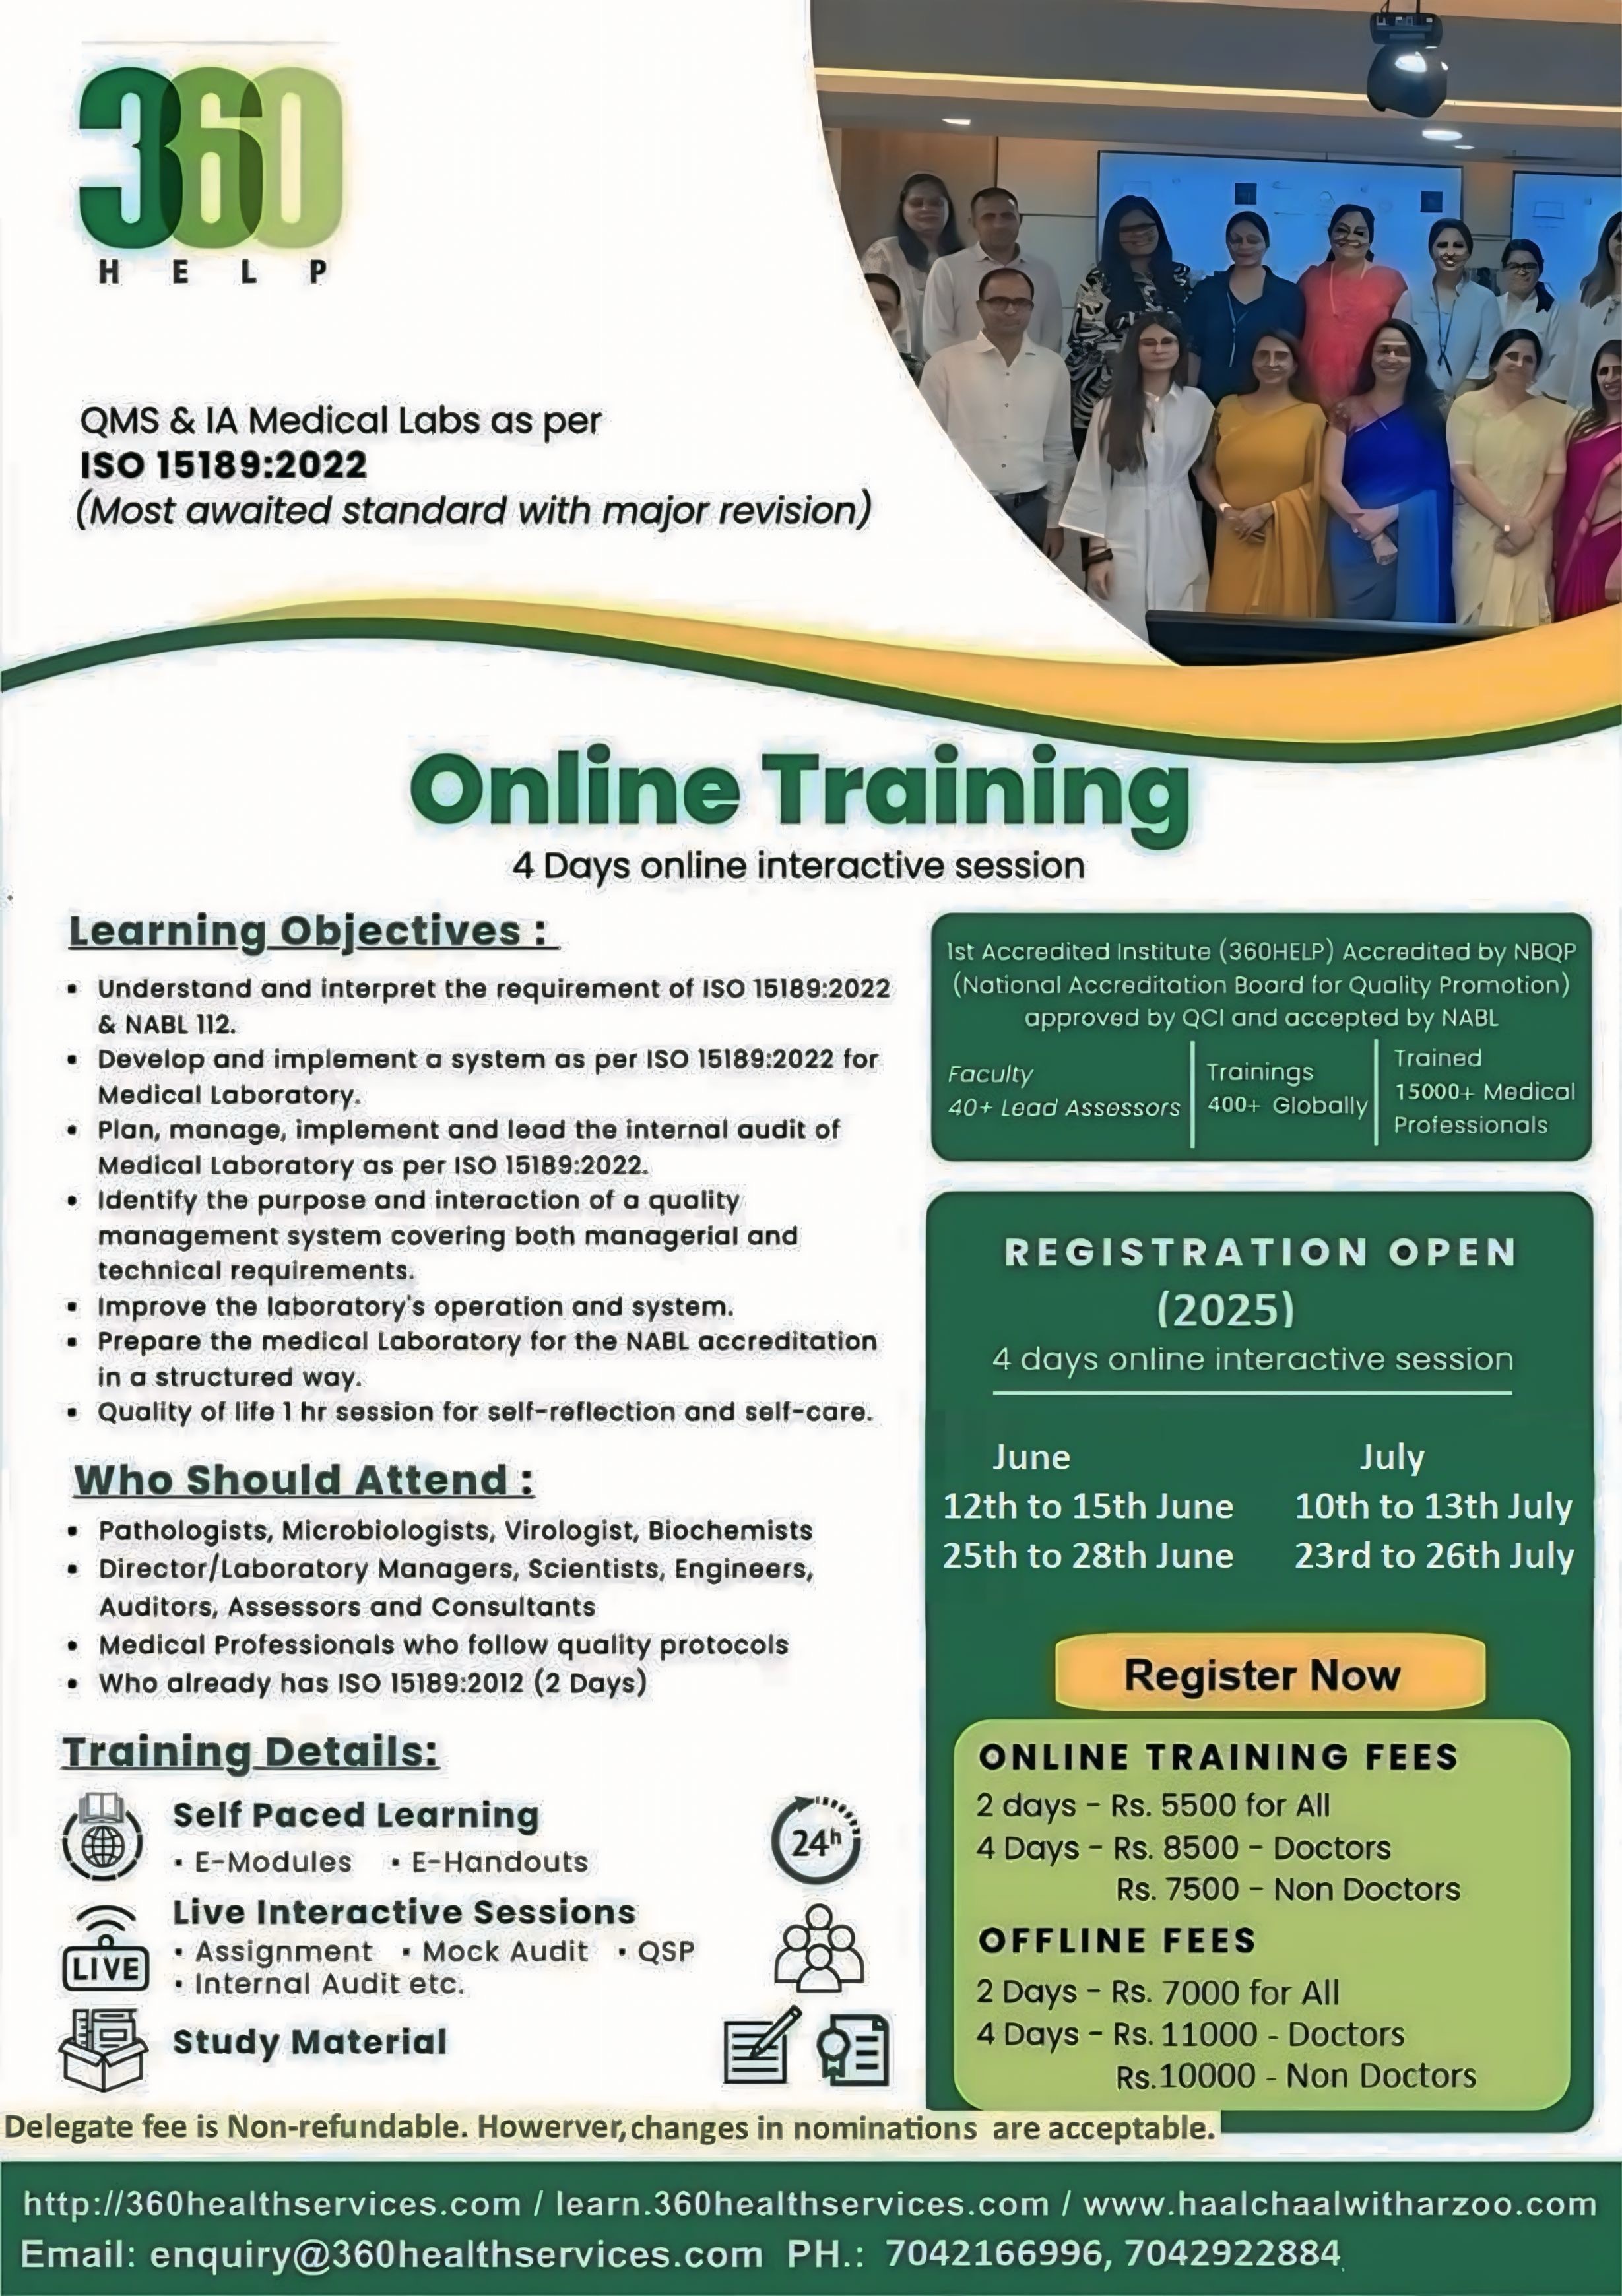 360
HELP
QMS & IA Medical Labs as per
ISO 15189:2022
(Most awaited standard with major revision)
Online Training
4 Days online interactive session
Learning Objectives :
▪ Understand and interpret the requirement of ISO 15189:2022
& NABL 112.
▪ Develop and implement a system as per ISO 15189:2022 for
Medical Laboratory.
▪ Plan, manage, implement and lead the internal audit of
Medical Laboratory as per ISO 15189:2022.
▪ Identify the purpose and interaction of a quality
management system covering both managerial and
technical requirements.
▪ Improve the laboratory's operation and system.
▪ Prepare the medical Laboratory for the NABL accreditation
in a structured way.
▪ Quality of life 1 hr session for self-reflection and self-care.
Who Should Attend :
• Pathologists, Microbiologists, Virologist, Biochemists
• Director/Laboratory Managers, Scientists, Engineers,
Auditors, Assessors and Consultants
• Medical Professionals who follow quality protocols
• Who already has ISO 15189:2012 (2 Days)
Training Details:
Self Paced Learning
• E-Modules • E-Handouts
24h
Live Interactive Sessions
• Assignment • Mock Audit • QSP
• Internal Audit etc.
LIVE
Study Material
1st Accredited Institute (360HELP) Accredited by NBQP
(National Accreditation Board for Quality Promotion)
approved by QCI and accepted by NABL
Faculty
40+ Lead Assessors
Trainings
400+ Globally
Trained
15000+ Medical
Professionals
REGISTRATION OPEN
(2025)
4 days online interactive session
June
12th to 15th June
25th to 28th June
July
10th to 13th July
23rd to 26th July
Register Now
ONLINE TRAINING FEES
2 days - Rs. 5500 for All
4 Days - Rs. 8500 - Doctors
Rs. 7500 - Non Doctors
OFFLINE FEES
2 Days - Rs. 7000 for All
4 Days - Rs. 11000 - Doctors
Rs.10000 - Non Doctors
Delegate fee is Non-refundable. Howerver,changes in nominations are acceptable.
http://360healthservices.com / learn.360healthservices.com / www.haalchaalwitharzoo.com
Email: enquiry@360healthservices.com PH.: 7042166996, 7042922884